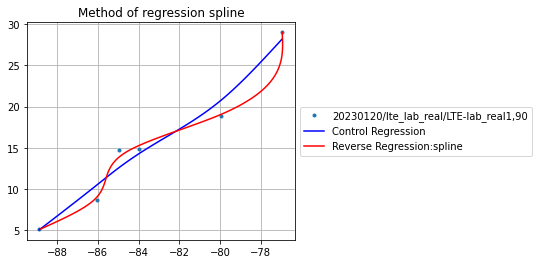 Method of regression spline
30
25
20
15
10
5
−88 −86 −84 −82 −80 −78
20230120/lte_lab_real/LTE-lab_real1,90
Control Regression
Reverse Regression:spline